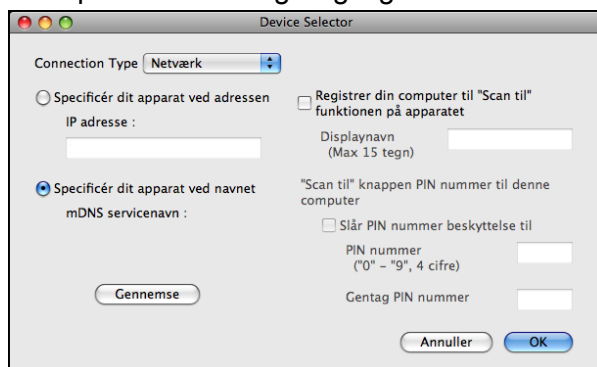 Device Selector
Connection Type Netværk
Specificér dit apparat ved adressen
IP adresse :
Specificér dit apparat ved navnet
mDNS servicenavn :
Gennemse
Registrer din computer til "Scan til"
funktionen på apparatet
Displaynavn
(Max 15 tegn)
"Scan til" knappen PIN nummer til denne
computer
Slår PIN nummer beskyttelse til
PIN nummer
("0" – "9", 4 cifre)
Gentag PIN nummer
Annuller
OK